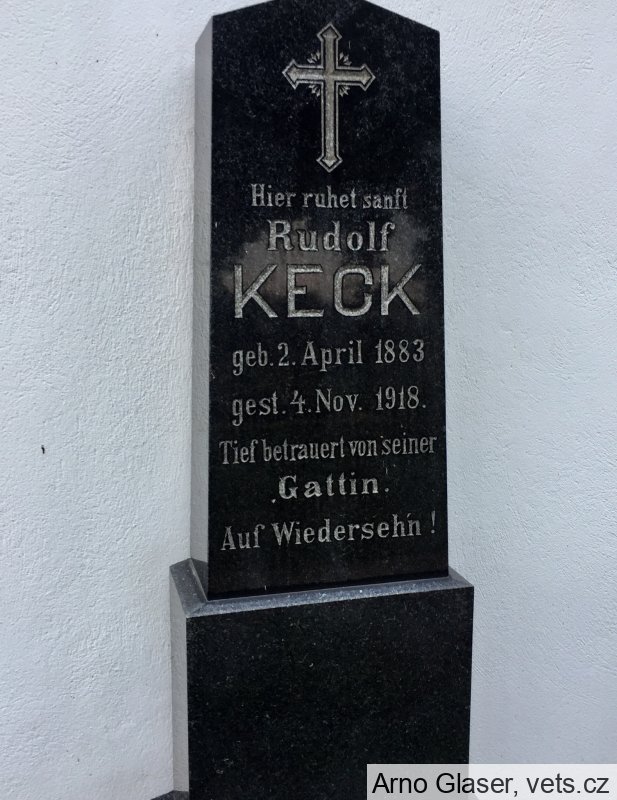 Hier ruhet sanft
Rudolf
KECK
geb. 2. April 1883
gest. 4. Nov. 1918.
Tief betrauert von seiner
Gattin.
Auf Wiederseh'n!
Arno Glaser, vets.cz